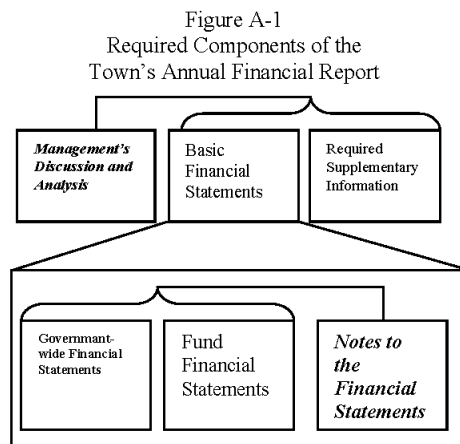 Figure A-1
Required Components of the
Town's Annual Financial Report
Management's
Discussion and
Analysis
Basic
Financial
Statements
Required
Supplementary
Information
Governmant-
wide Financial
Statements
Fund
Financial
Statements
Notes to
the
Financial
Statements